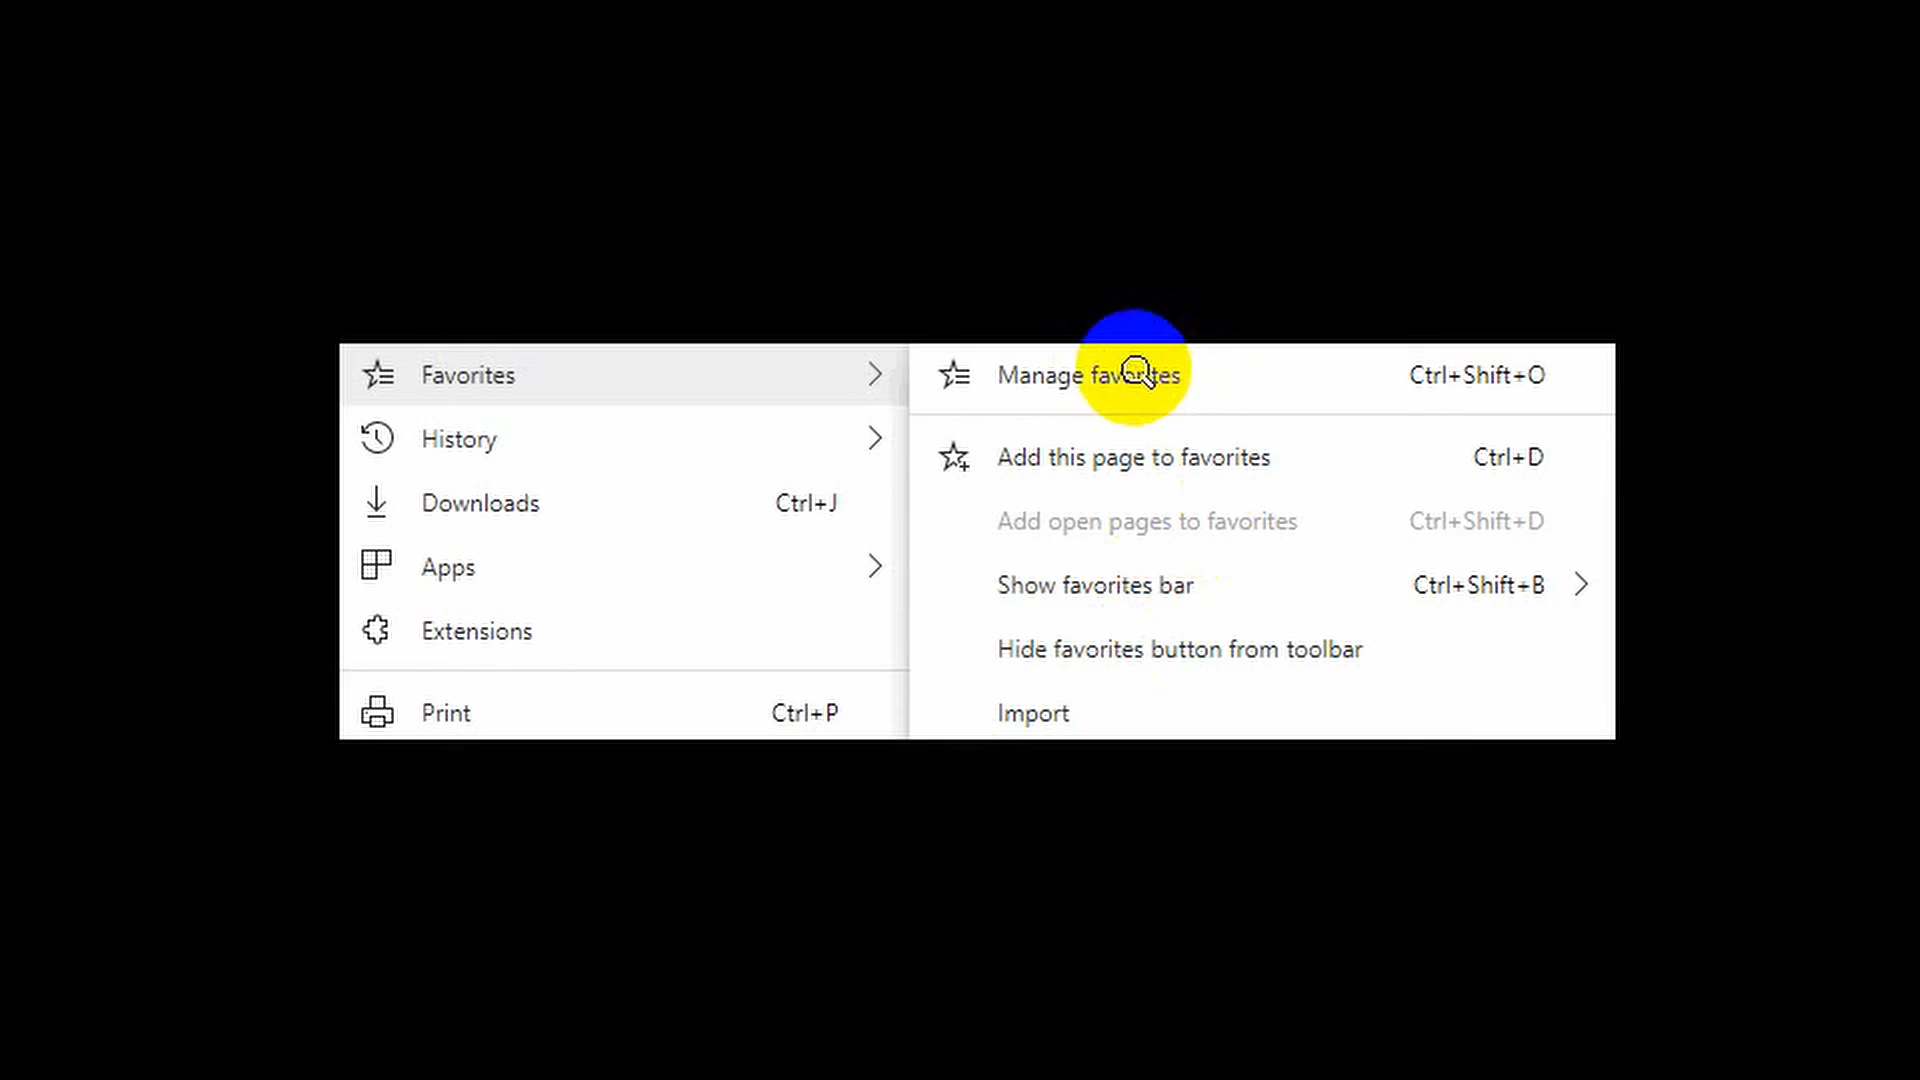 Favorites
History
Downloads Ctrl+J
Apps
Extensions
Print Ctrl+P
Manage favorites Ctrl+Shift+O
Add this page to favorites Ctrl+D
Add open pages to favorites Ctrl+Shift+D
Show favorites bar Ctrl+Shift+B
Hide favorites button from toolbar
Import